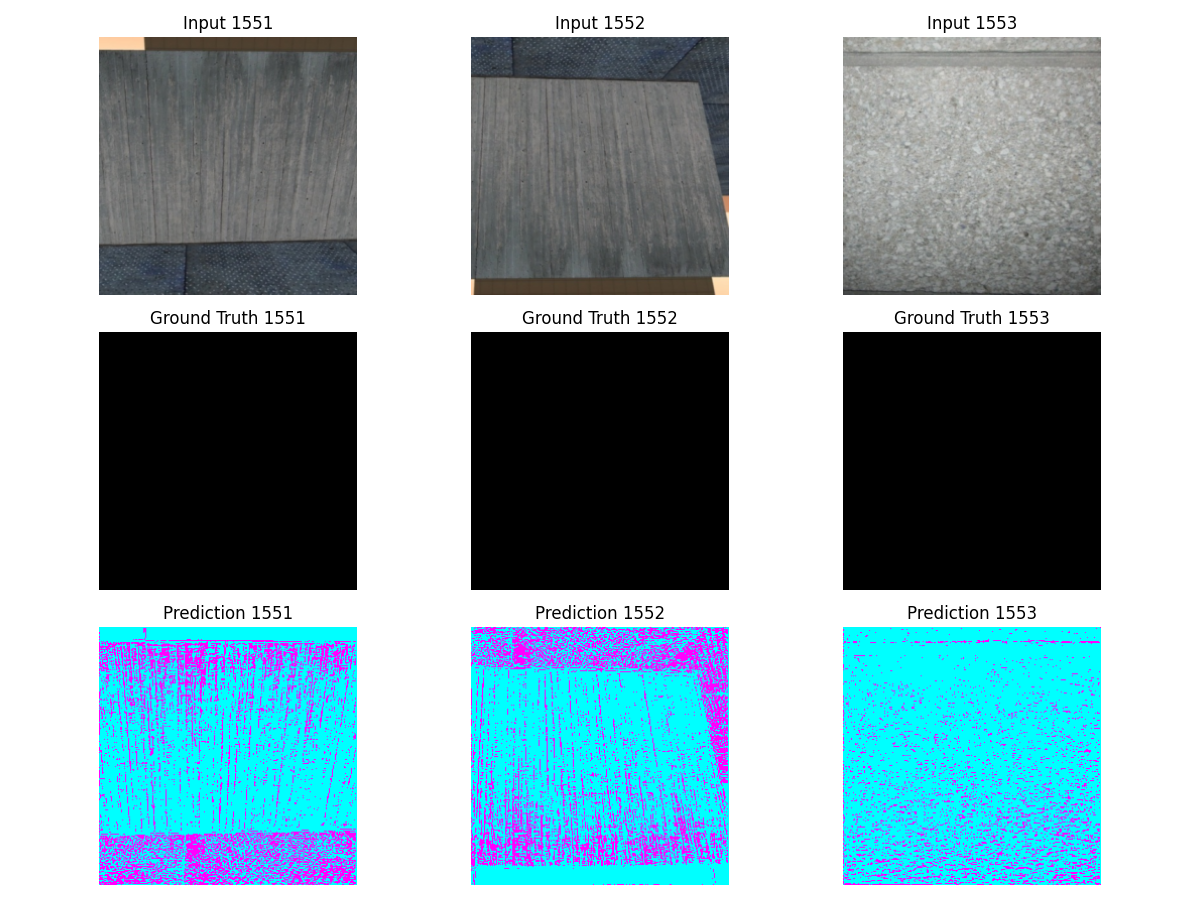 Input 1551
Input 1552
Input 1553
Ground Truth 1551
Ground Truth 1552
Ground Truth 1553
Prediction 1551
Prediction 1552
Prediction 1553